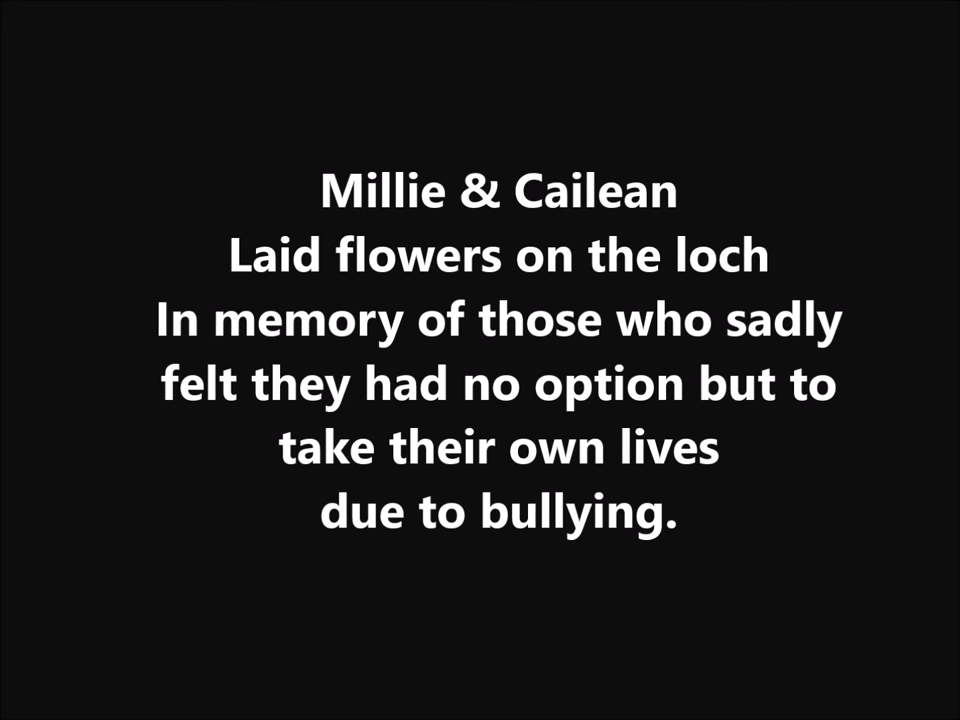 Millie & Cailean
Laid flowers on the loch
In memory of those who sadly
felt they had no option but to
take their own lives
due to bullying.